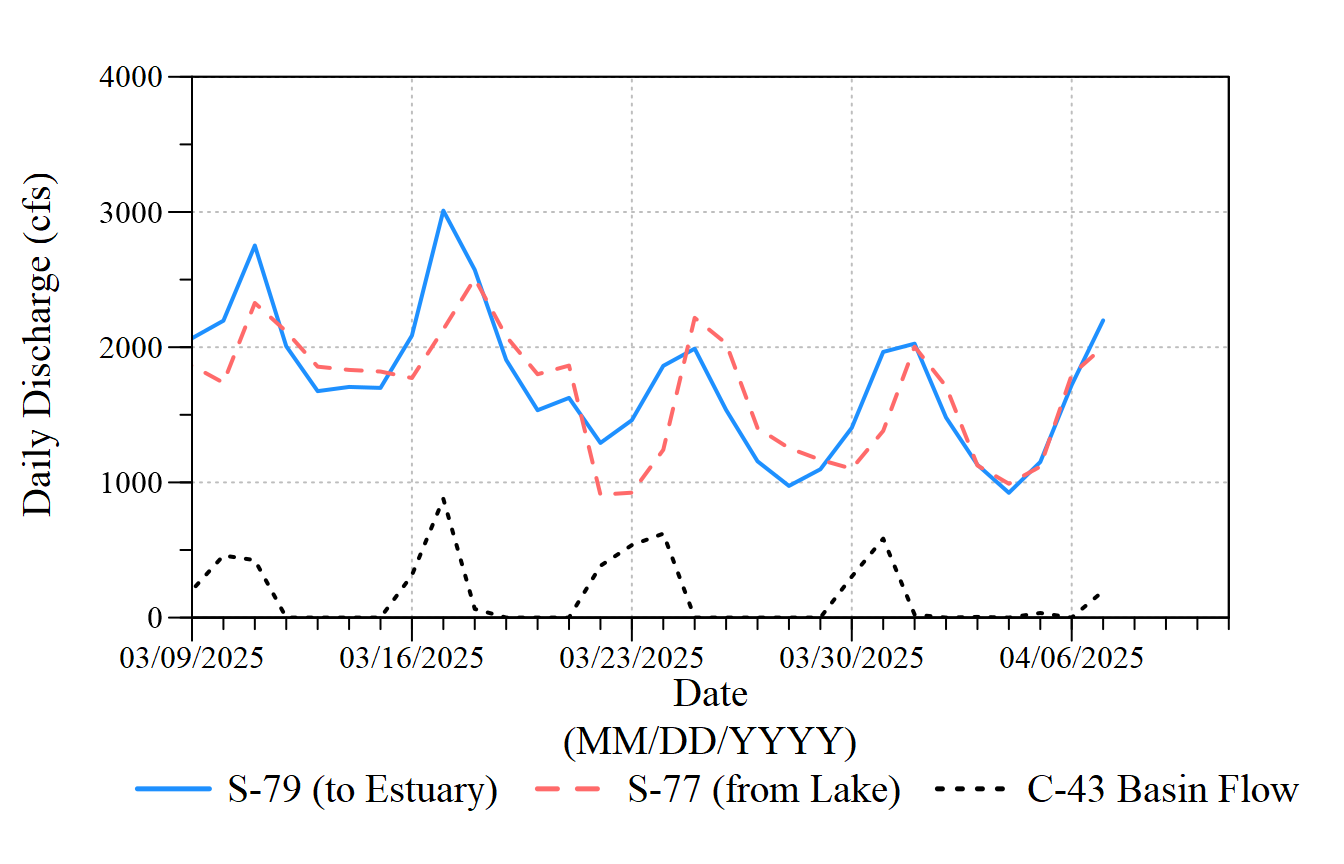 4000
3000
2000
1000
0
Daily Discharge (cfs)
03/09/2025 03/16/2025 03/23/2025 03/30/2025 04/06/2025
Date
(MM/DD/YYYY)
S-79 (to Estuary) S-77 (from Lake) C-43 Basin Flow